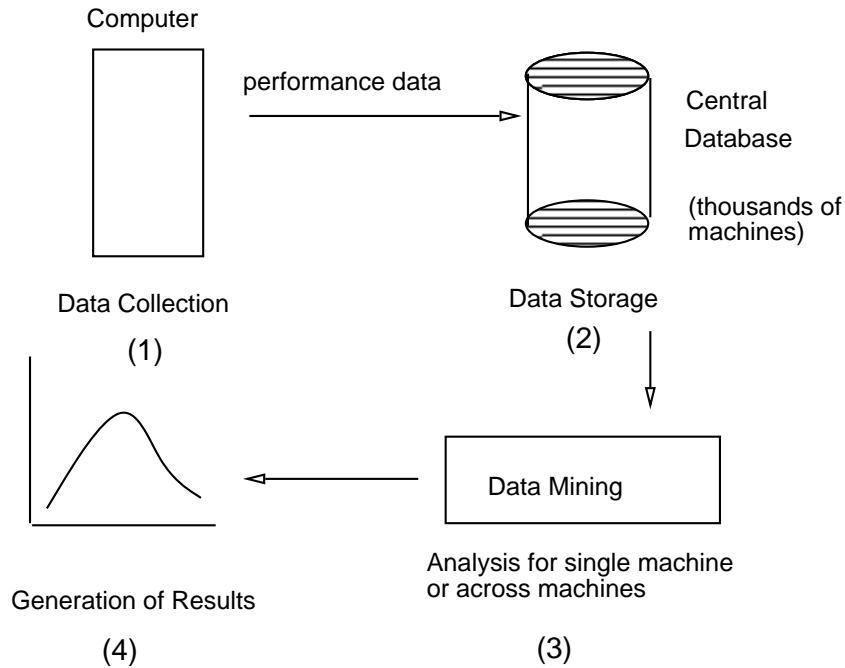 Computer
performance data
Central
Database
(thousands of
machines)
Data Collection
(1)
Data Storage
(2)
Data Mining
Analysis for single machine
or across machines
(3)
Generation of Results
(4)